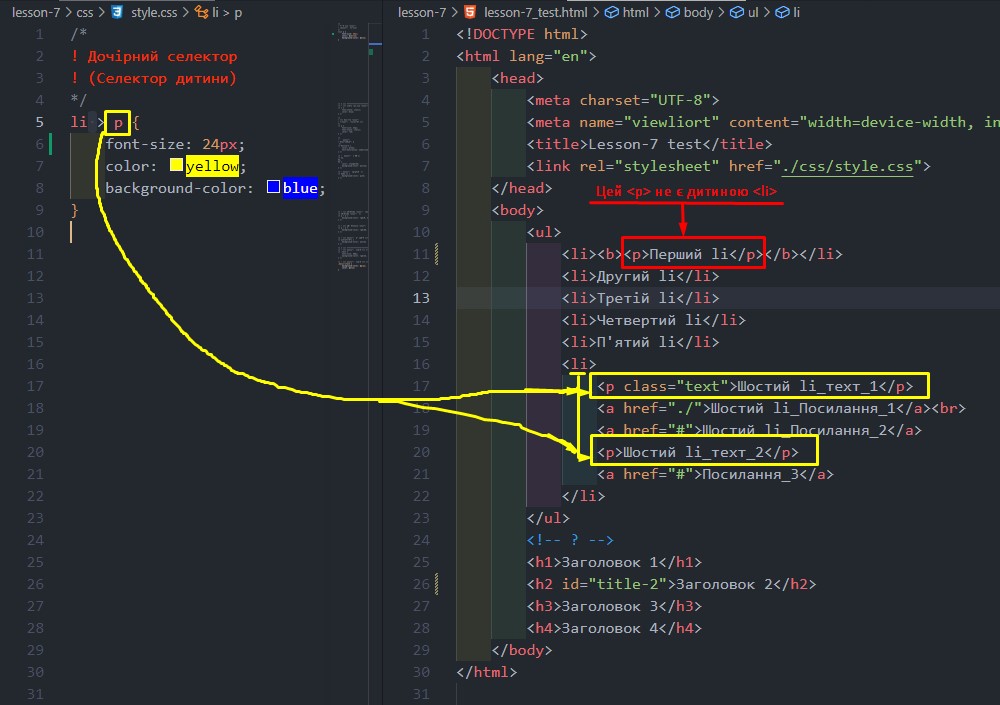 lesson-7 > css > style.css > li > p
1 /*
2 ! Дочірний селектор
3 ! (Селектор дитини)
4 */
5 li > p {
6 font-size: 24px;
7 color: yellow;
8 background-color: blue;
9 }
10
11
12
13
14
15
16
17
18
19
20
21
22
23
24
25
26
27
28
29
30
31
lesson-7 > lesson-7_test.html > html > body > ul > li
1 <!DOCTYPE html>
2 <html lang="en">
3 <head>
4 <meta charset="UTF-8">
5 <meta name="viewliort" content="width=device-width, in
6 <title>Lesson-7 test</title>
7 <link rel="stylesheet" href="./css/style.css">
8 </head>
Цей <p> не є дитиною <li>
9 <body>
10 <ul>
11 <li><b><p>Перший li</p></b></li>
12 <li>Другий li</li>
13 <li>Третій li</li>
14 <li>Четвертий li</li>
15 <li>П'ятий li</li>
16 <li>
17 <p class="text">Шостий li_текст_1</p>
18 <a href="./">Шостий li_Посилання_1</a><br>
19 <a href="#">Шостий li_Посилання_2</a>
20 <p>Шостий li_текст_2</p>
21 <a href="#">Посилання_3</a>
22 </li>
23 </ul>
24 <!-- ? -->
25 <h1>Заголовок 1</h1>
26 <h2 id="title-2">Заголовок 2</h2>
27 <h3>Заголовок 3</h3>
28 <h4>Заголовок 4</h4>
29 </body>
30 </html>
31